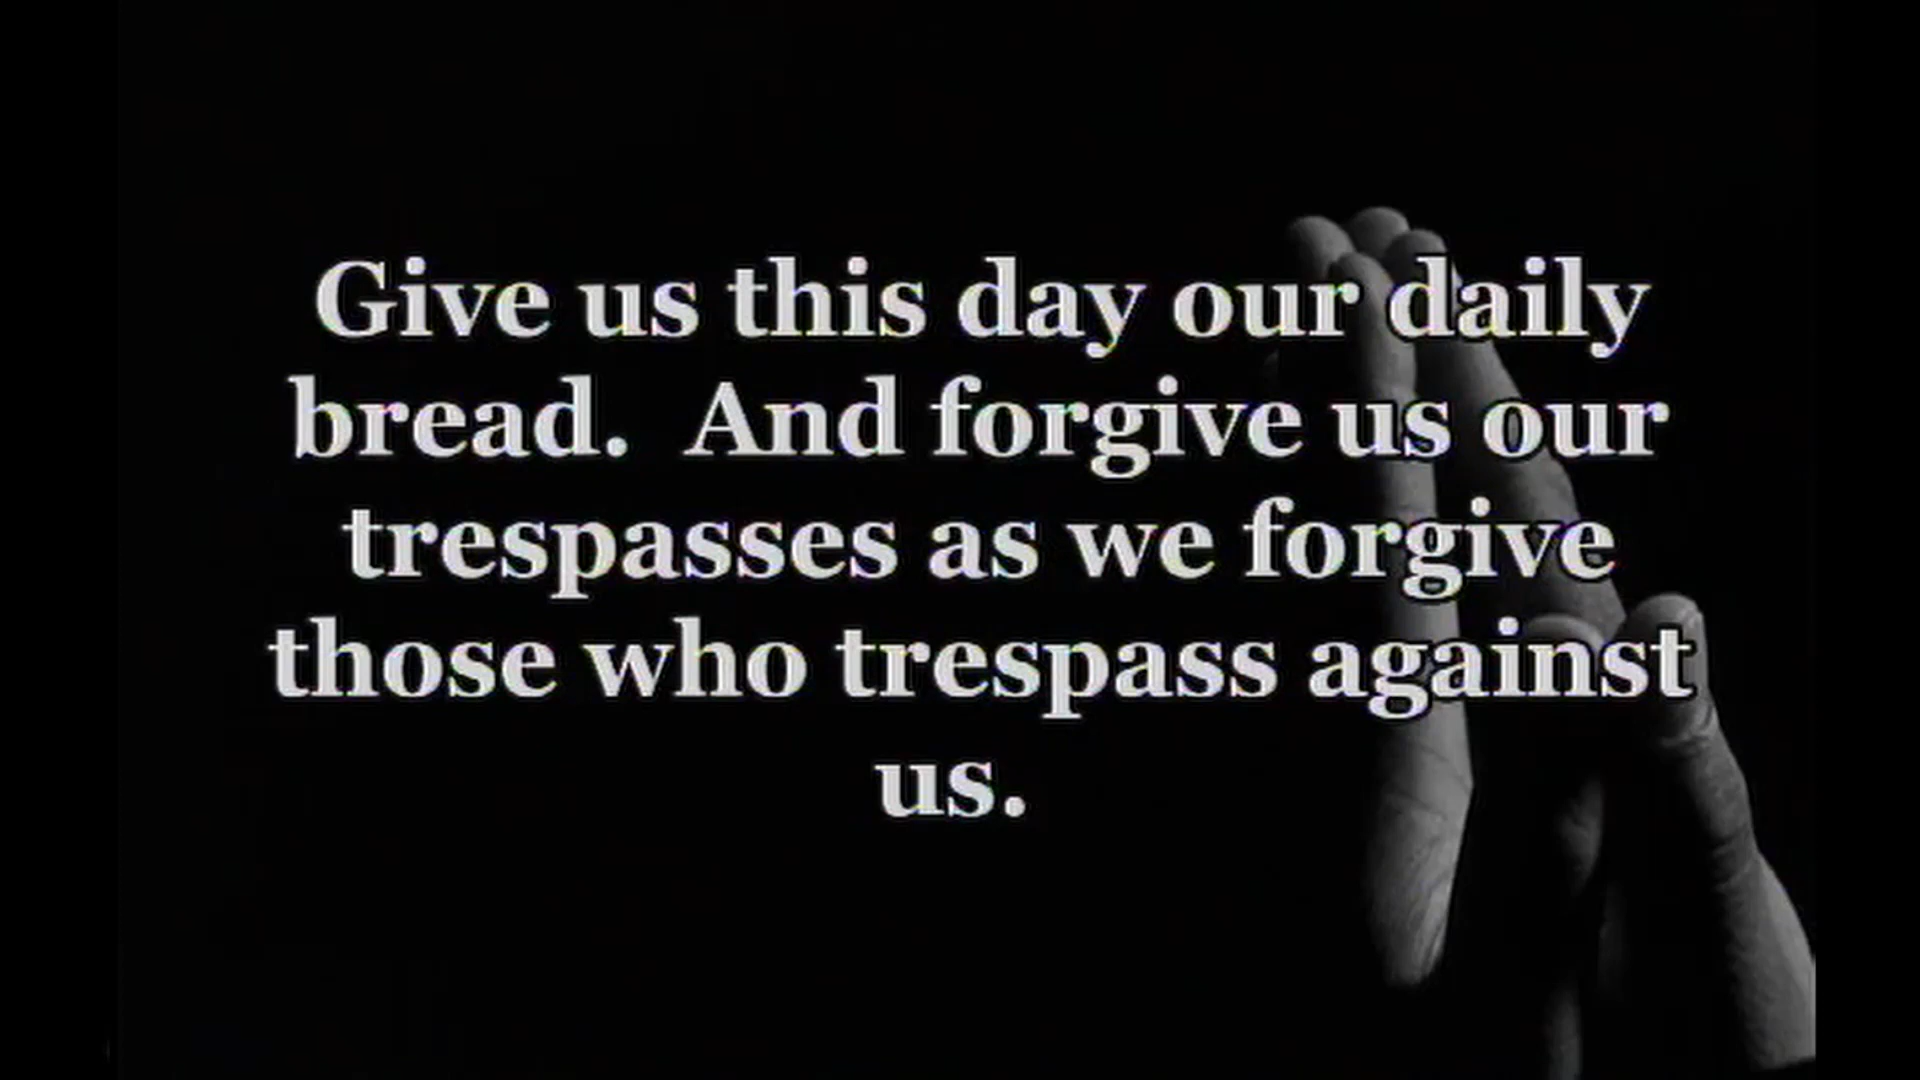 Give us this day our daily
bread.  And forgive us our
trespasses as we forgive
those who trespass against
us.